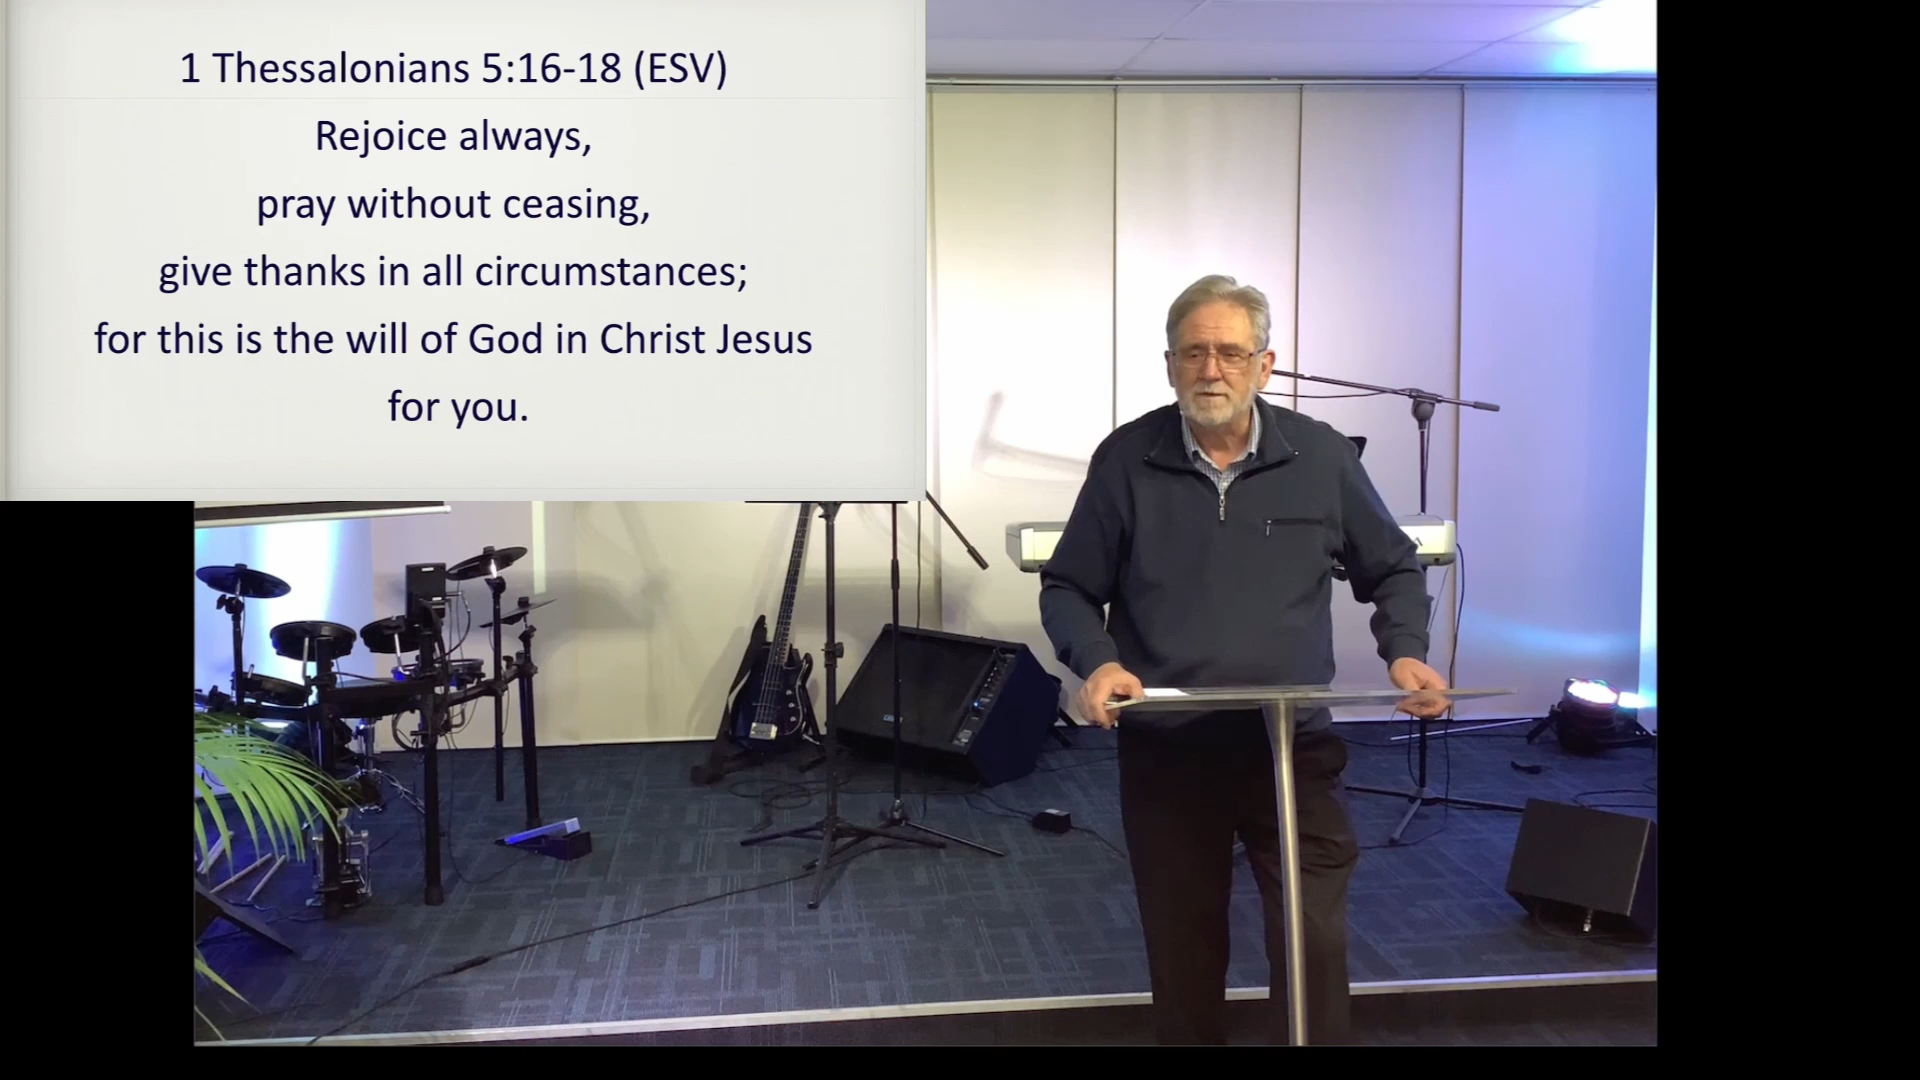 1 Thessalonians 5:16-18 (ESV)
Rejoice always,
pray without ceasing,
give thanks in all circumstances;
for this is the will of God in Christ Jesus
for you.